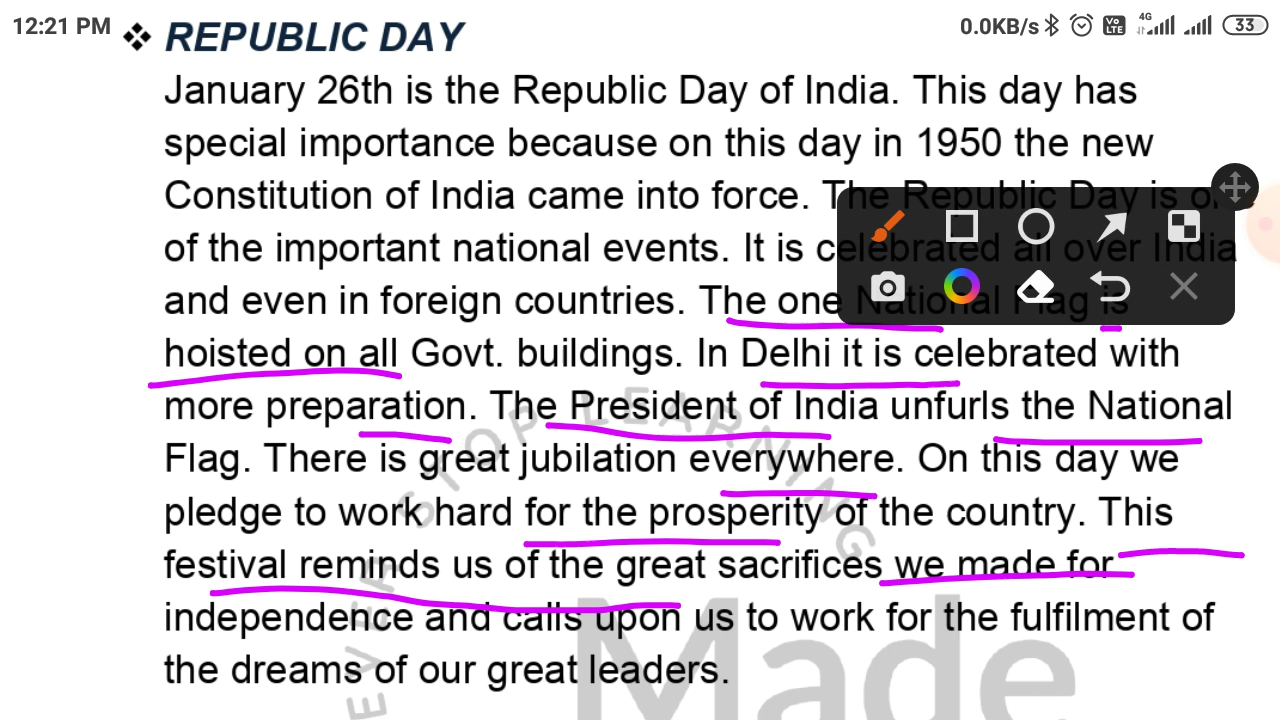 12:21 PM
0.0KB/s
Vo LTE
4G
33
❖ REPUBLIC DAY
January 26th is the Republic Day of India. This day has
special importance because on this day in 1950 the new
Constitution of India came into force. The Republic Day is
of the important national events. It is celebrated all over India
and even in foreign countries. The one National Flag is
hoisted on all Govt. buildings. In Delhi it is celebrated with
more preparation. The President of India unfurls the National
Flag. There is great jubilation everywhere. On this day we
pledge to work hard for the prosperity of the country. This
festival reminds us of the great sacrifices we made for
independence and calls upon us to work for the fulfilment of
the dreams of our great leaders.
EVER STOP LEARNING
Made